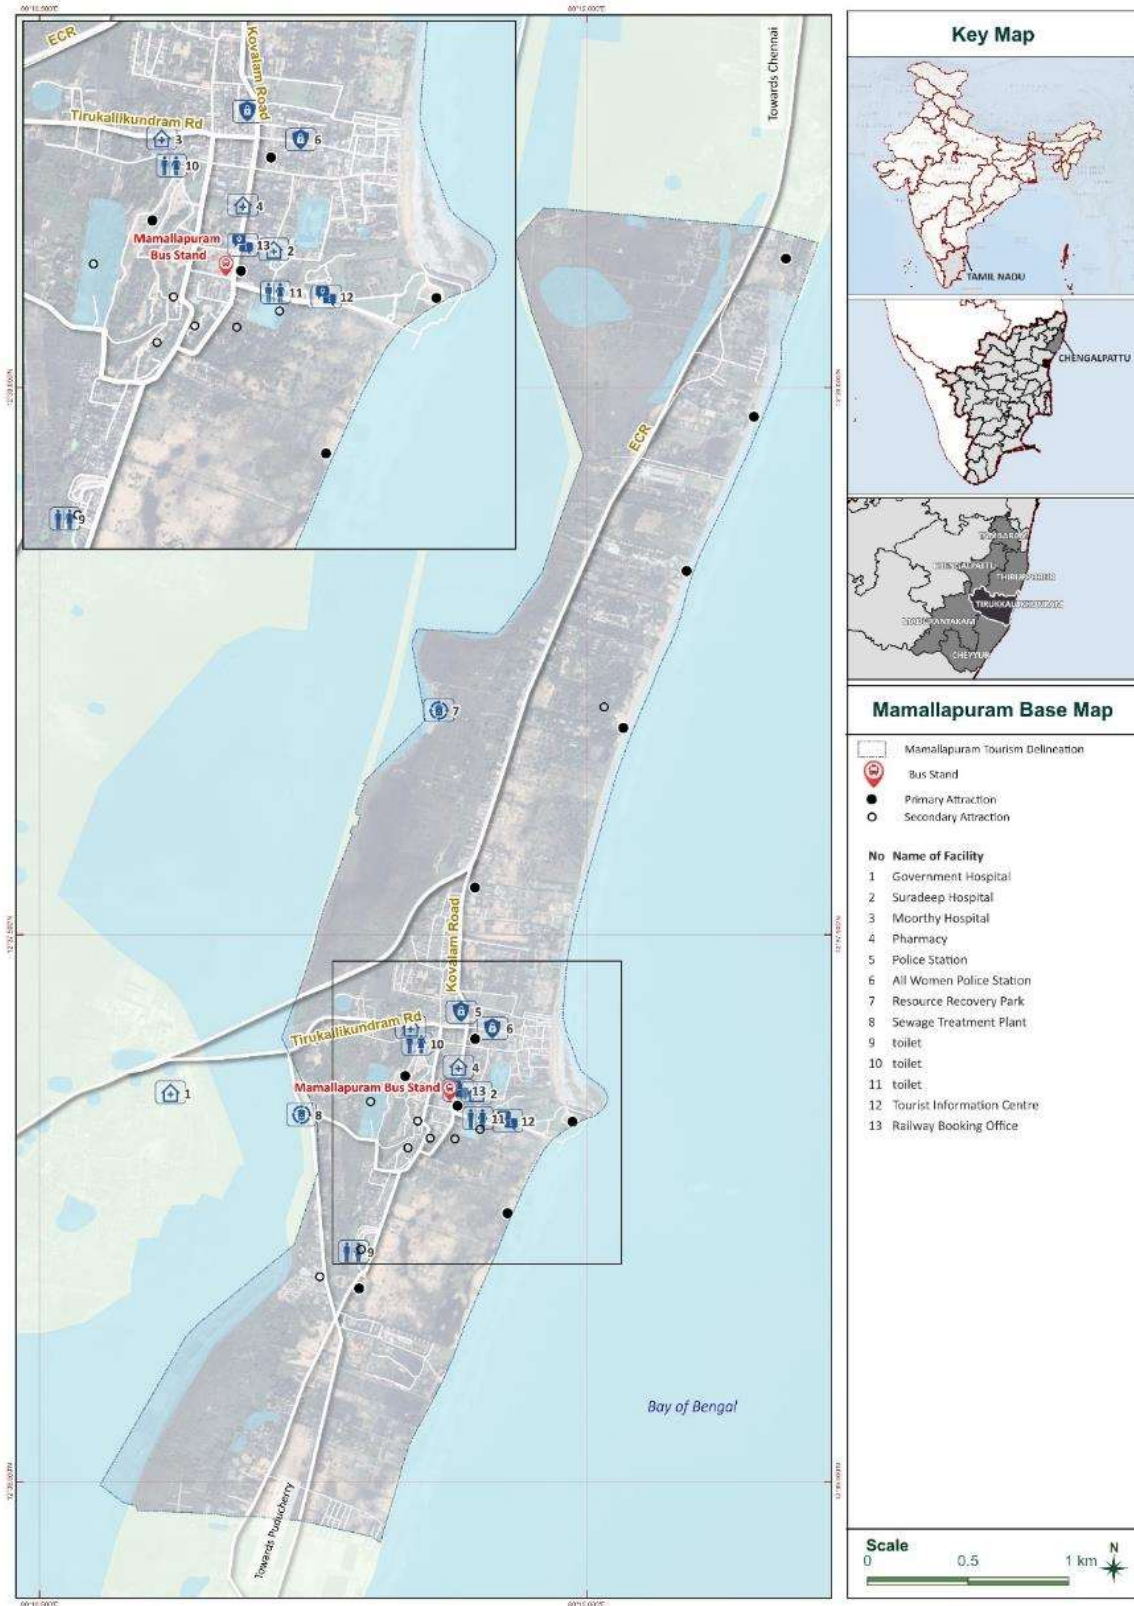 ECR
Kovalam Road
Tirukallikundram Rd
3
6
10
4
Mamallapuram
Bus Stand
13
2
11
12
9
Towards Chennai
ECR
7
Kovalam Road
5
6
Tirukallikundram Rd
10
4
1
Mamallapuram Bus Stand
13
2
8
11
12
9
Bay of Bengal
Towards Puducherry
Key Map
TAMIL NADU
CHENGALPATTU
CHENGALPATTU
CHEYYUR
Mamallapuram Base Map
Mamallapuram Tourism Delineation
Bus Stand
Primary Attraction
Secondary Attraction
No Name of Facility
1 Government Hospital
2 Suradeep Hospital
3 Moorthy Hospital
4 Pharmacy
5 Police Station
6 All Women Police Station
7 Resource Recovery Park
8 Sewage Treatment Plant
9 toilet
10 toilet
11 toilet
12 Tourist Information Centre
13 Railway Booking Office
Scale
0 0.5 1 km
N